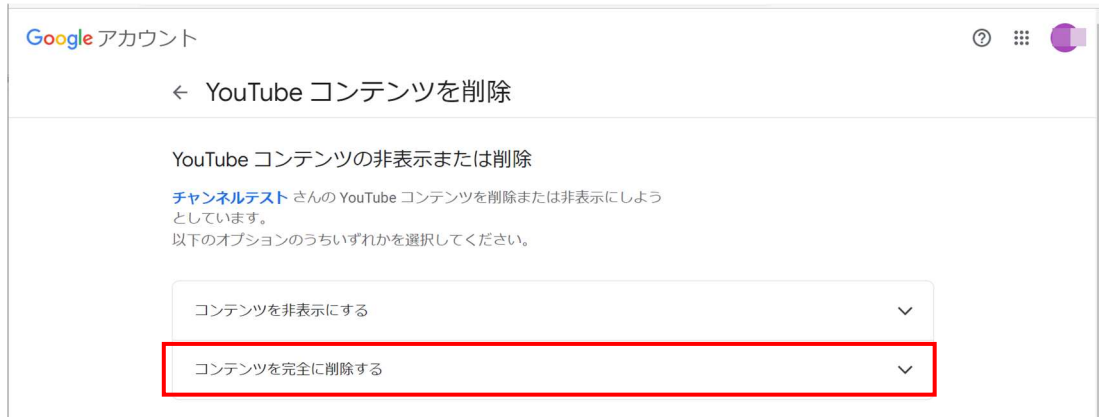 Google アカウント
YouTube コンテンツを削除
YouTube コンテンツの非表示または削除
チャンネルテスト さんの YouTube コンテンツを削除または非表示にしよう
としています。
以下のオプションのうちいずれかを選択してください。
コンテンツを非表示にする
コンテンツを完全に削除する